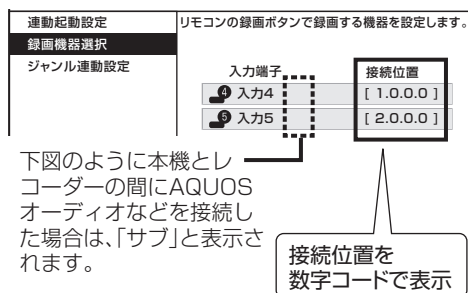 連動起動設定
リモコンの録画ボタンで録画する機器を設定します。
録画機器選択
ジャンル連動設定
入力端子 接続位置
4 入力4 [ 1.0.0.0 ]
5 入力5 [ 2.0.0.0 ]
下図のように本機とレ
コーダーの間にAQUOS
オーディオなどを接続し
た場合は、「サブ」と表示さ
れます。
接続位置を
数字コードで表示